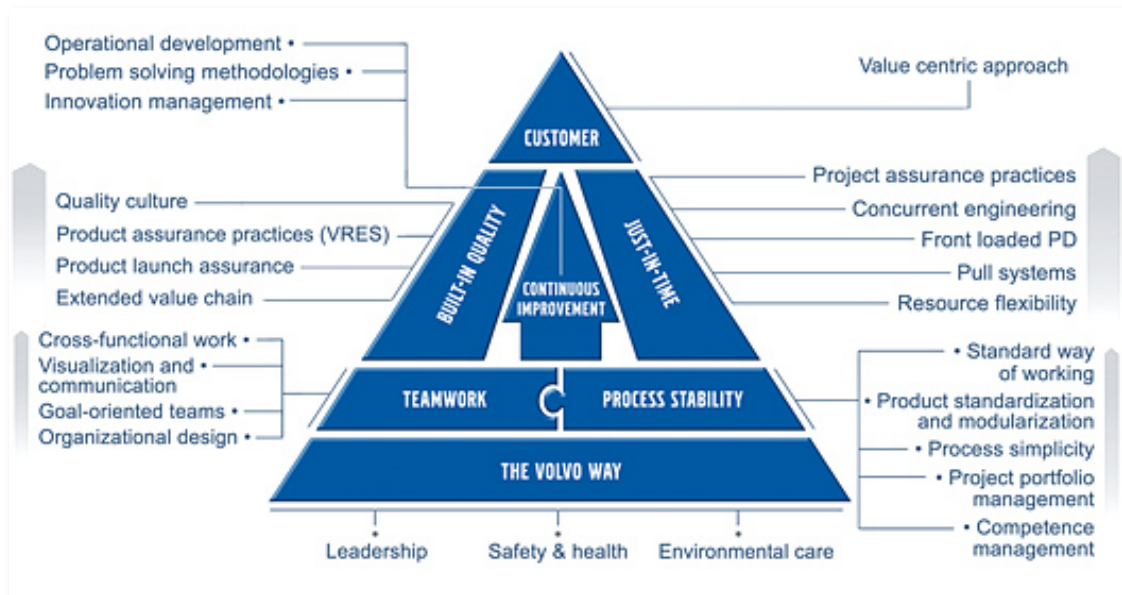 Operational development •
Problem solving methodologies •
Innovation management •
Value centric approach
CUSTOMER
Quality culture
Product assurance practices (VRES)
Product launch assurance
Extended value chain
BUILT-IN QUALITY
CONTINUOUS
IMPROVEMENT
JUST-IN-TIME
Project assurance practices
Concurrent engineering
Front loaded PD
Pull systems
Resource flexibility
Cross-functional work •
Visualization and •
communication
Goal-oriented teams •
Organizational design •
TEAMWORK
PROCESS STABILITY
• Standard way
of working
• Product standardization
and modularization
• Process simplicity
• Project portfolio
management
• Competence
management
THE VOLVO WAY
• Leadership
• Safety & health
• Environmental care